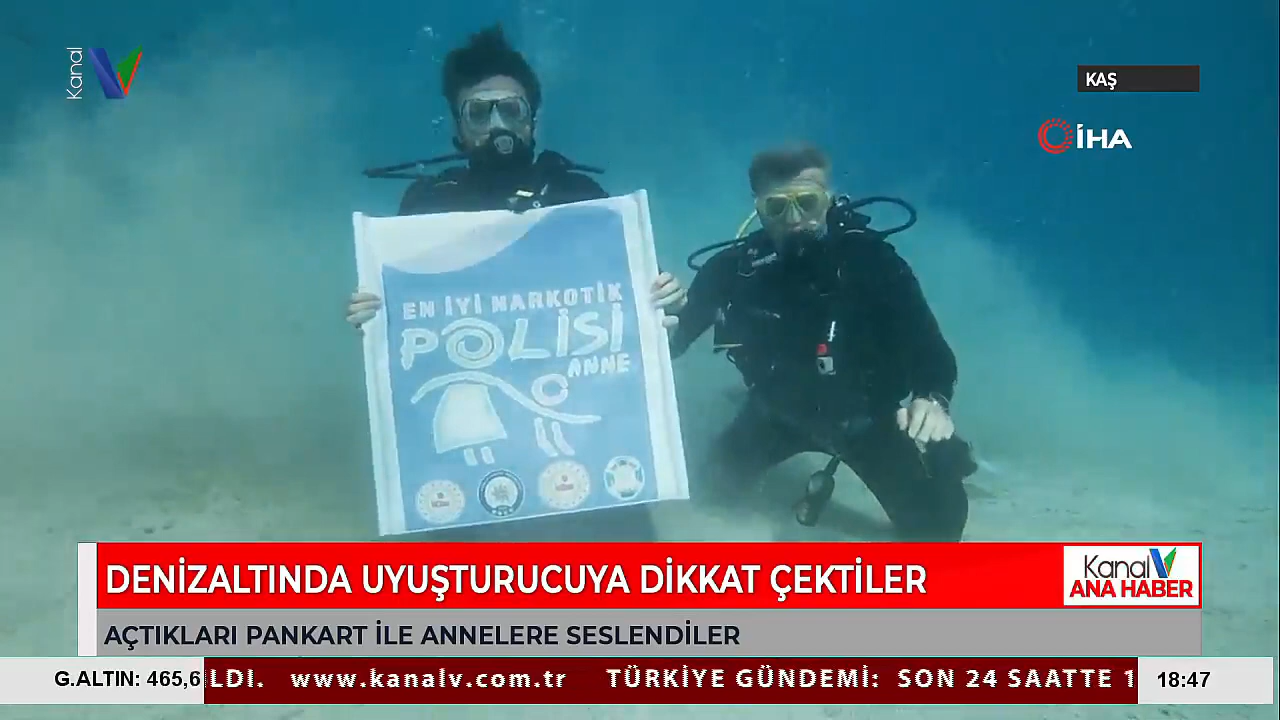 Kanal
KAŞ
İHA
EN İYİ NARKOTİK
POLİSİ
ANNE
DENİZALTINDA UYUŞTURUCUYA DİKKAT ÇEKTİLER
Kanal V
ANA HABER
AÇTIKLARI PANKART İLE ANNELERE SESLENDİLER
G.ALTIN: 465,6
LDI. www.kanalv.com.tr TÜRKİYE GÜNDEMİ: SON 24 SAATTE 1
18:47